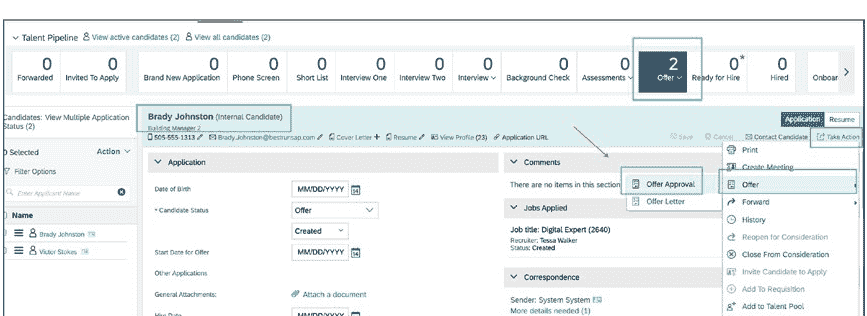 Talent Pipeline View active candidates (2) View all candidates (2)
0 0 0 0 0 0 0 0 0 0 2 0* 0
Forwarded Invited To Apply Brand New Application Phone Screen Short List Interview One Interview Two Interview Background Check Assessments Offer Ready for Hire Hired Onboar
Candidates: View Multiple Application
Status (2)
Brady Johnston (Internal Candidate)
Building Manager 2
505-555-1313 Brady.Johnston@bestrunsap.com Cover Letter + Resume View Profile (23) Application URL
Application Resume
Save Cancel Contact Candidate Take Action
0 Selected Action
Filter Options
Enter Applicant Name
Name
Brady Johnston
Victor Stokes
Application
Date of Birth MM/DD/YYYY
* Candidate Status Offer
Created
Start Date for Offer MM/DD/YYYY
Other Applications
General Attachments: Attach a document
Hire Date MM/DD/YYYY
Comments
There are no items in this section
Jobs Applied
Job title: Digital Expert (2640)
Recruiter: Tessa Walker
Status: Created
Correspondence
Sender: System System
More details needed (1)
Offer Approval
Offer Letter
Print
Create Meeting
Offer
Forward
History
Reopen for Consideration
Close From Consideration
Invite Candidate to Apply
Add To Requisition
Add to Talent Pool